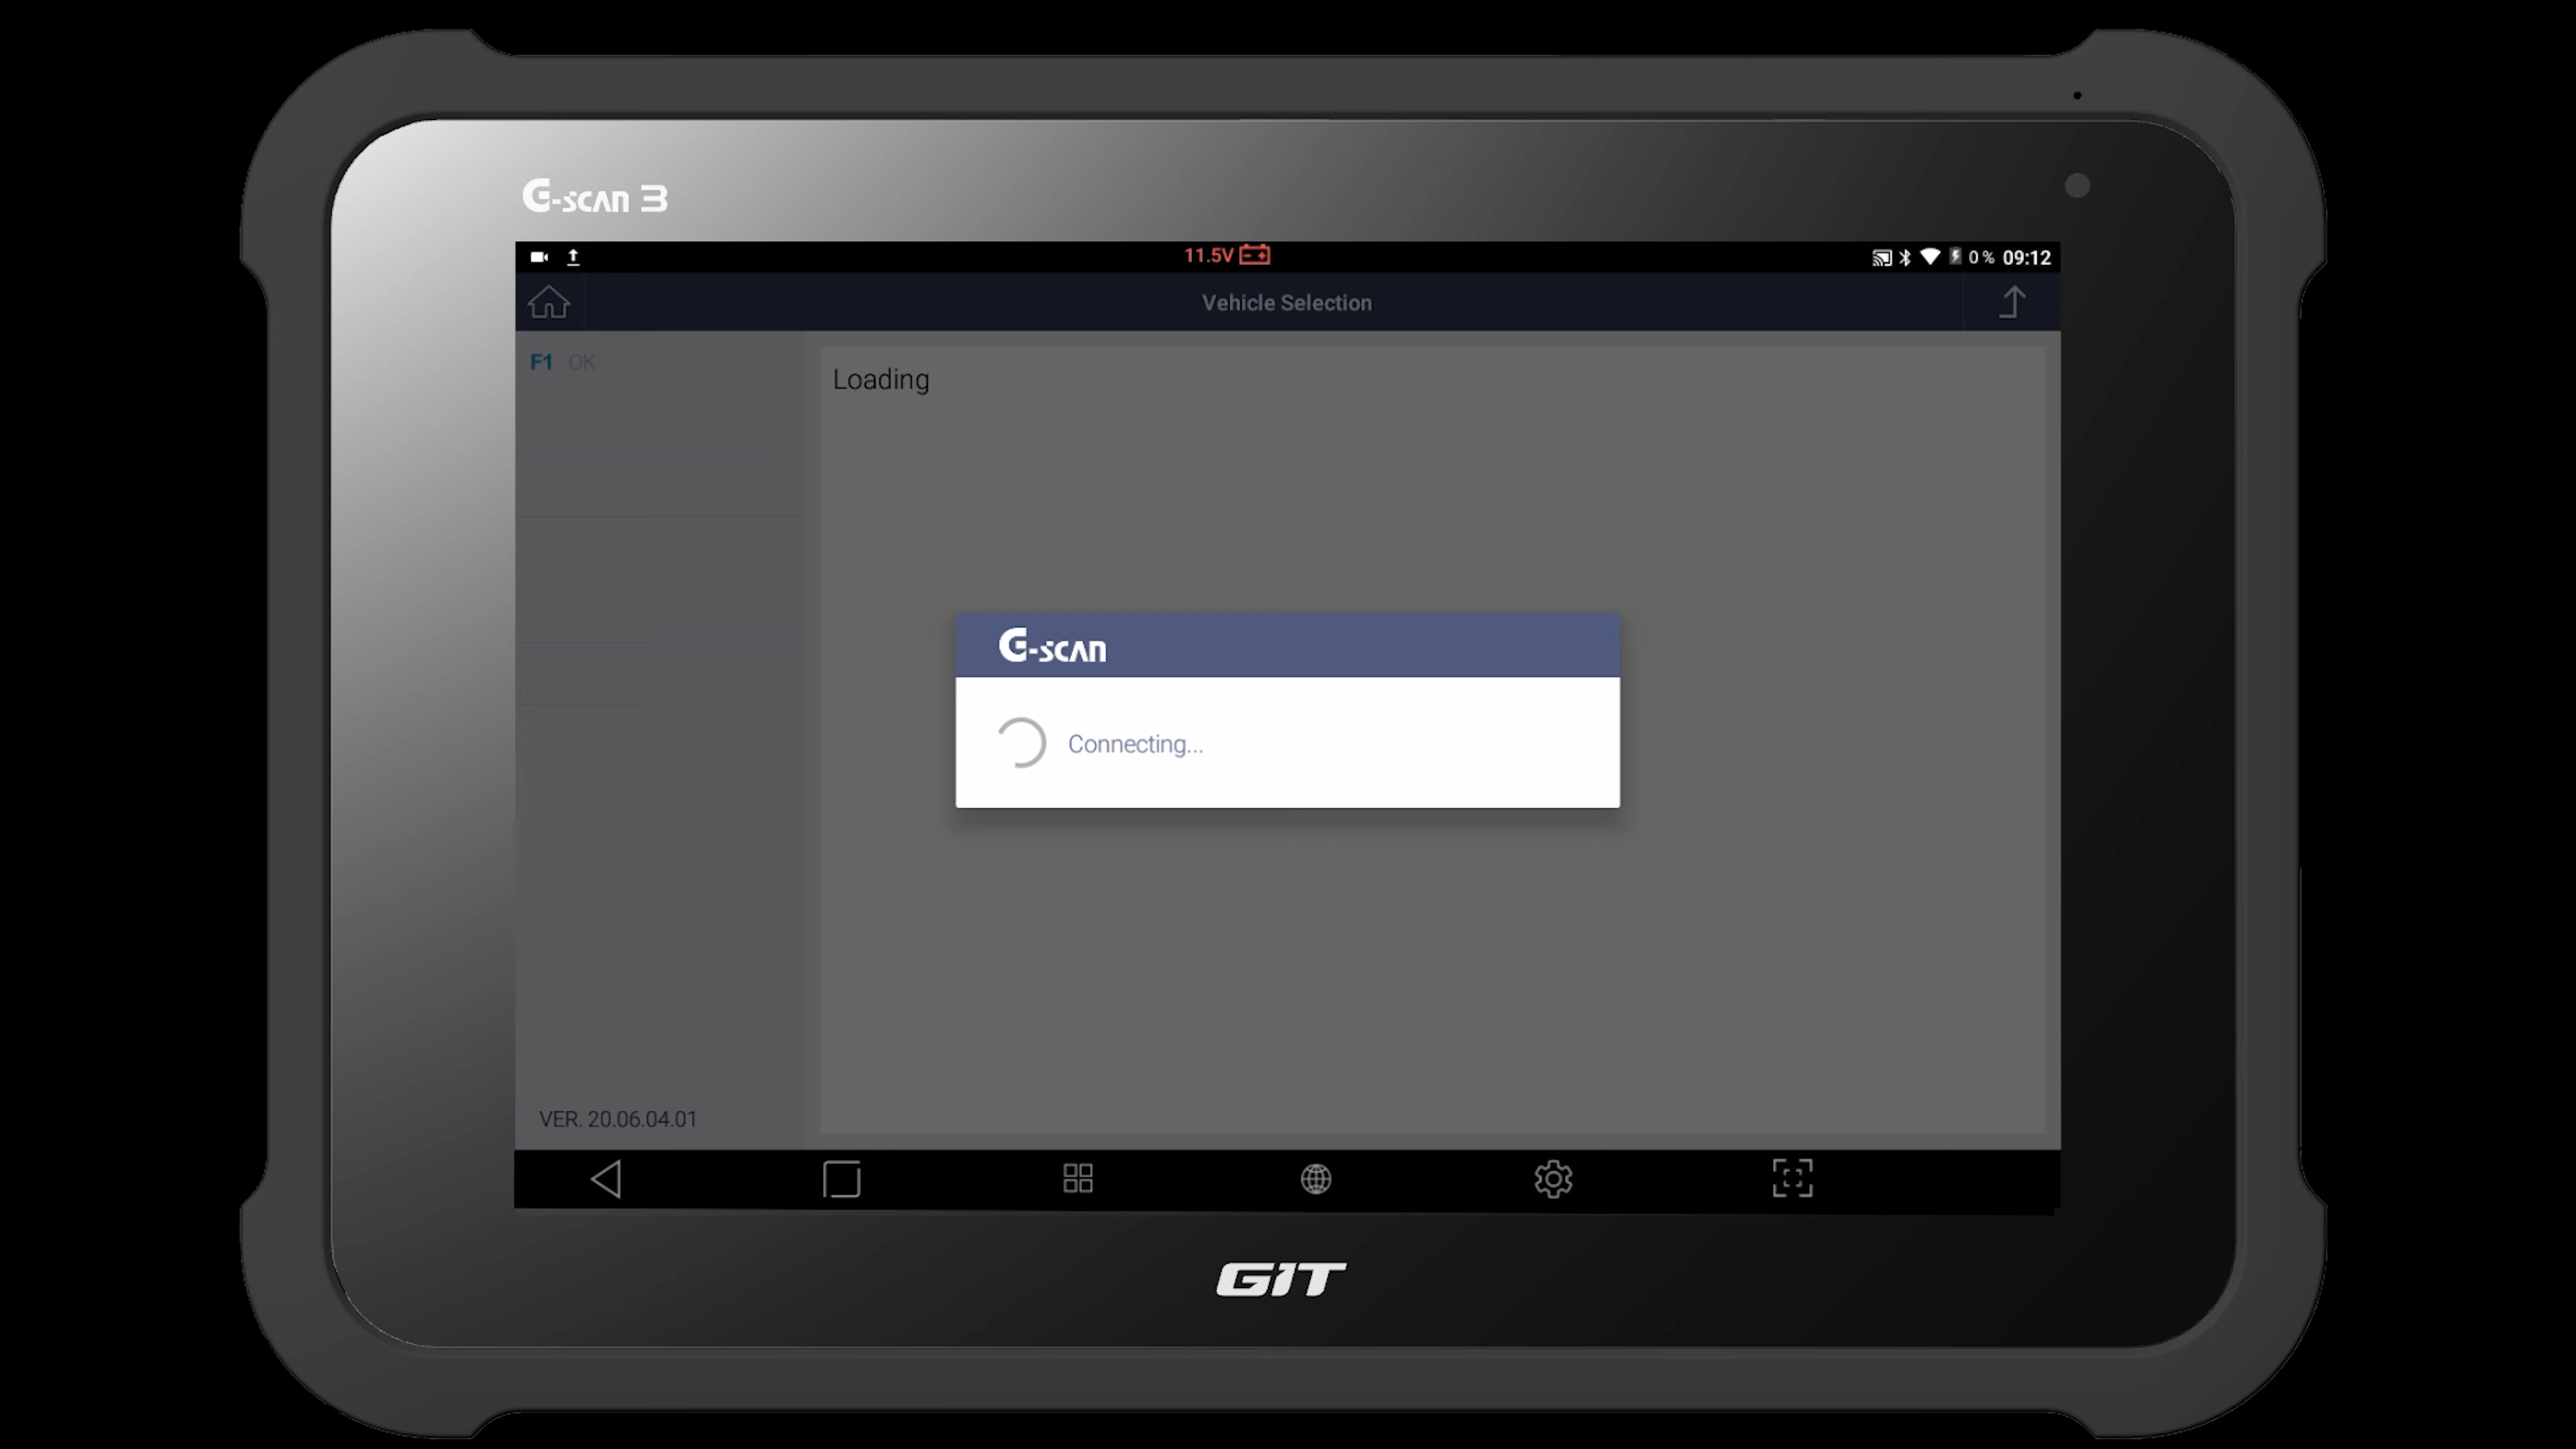 G-scan 3
11.5V
0 % 09:12
Vehicle Selection
F1 OK
Loading
G-scan
Connecting...
VER. 20.06.04.01
GIT